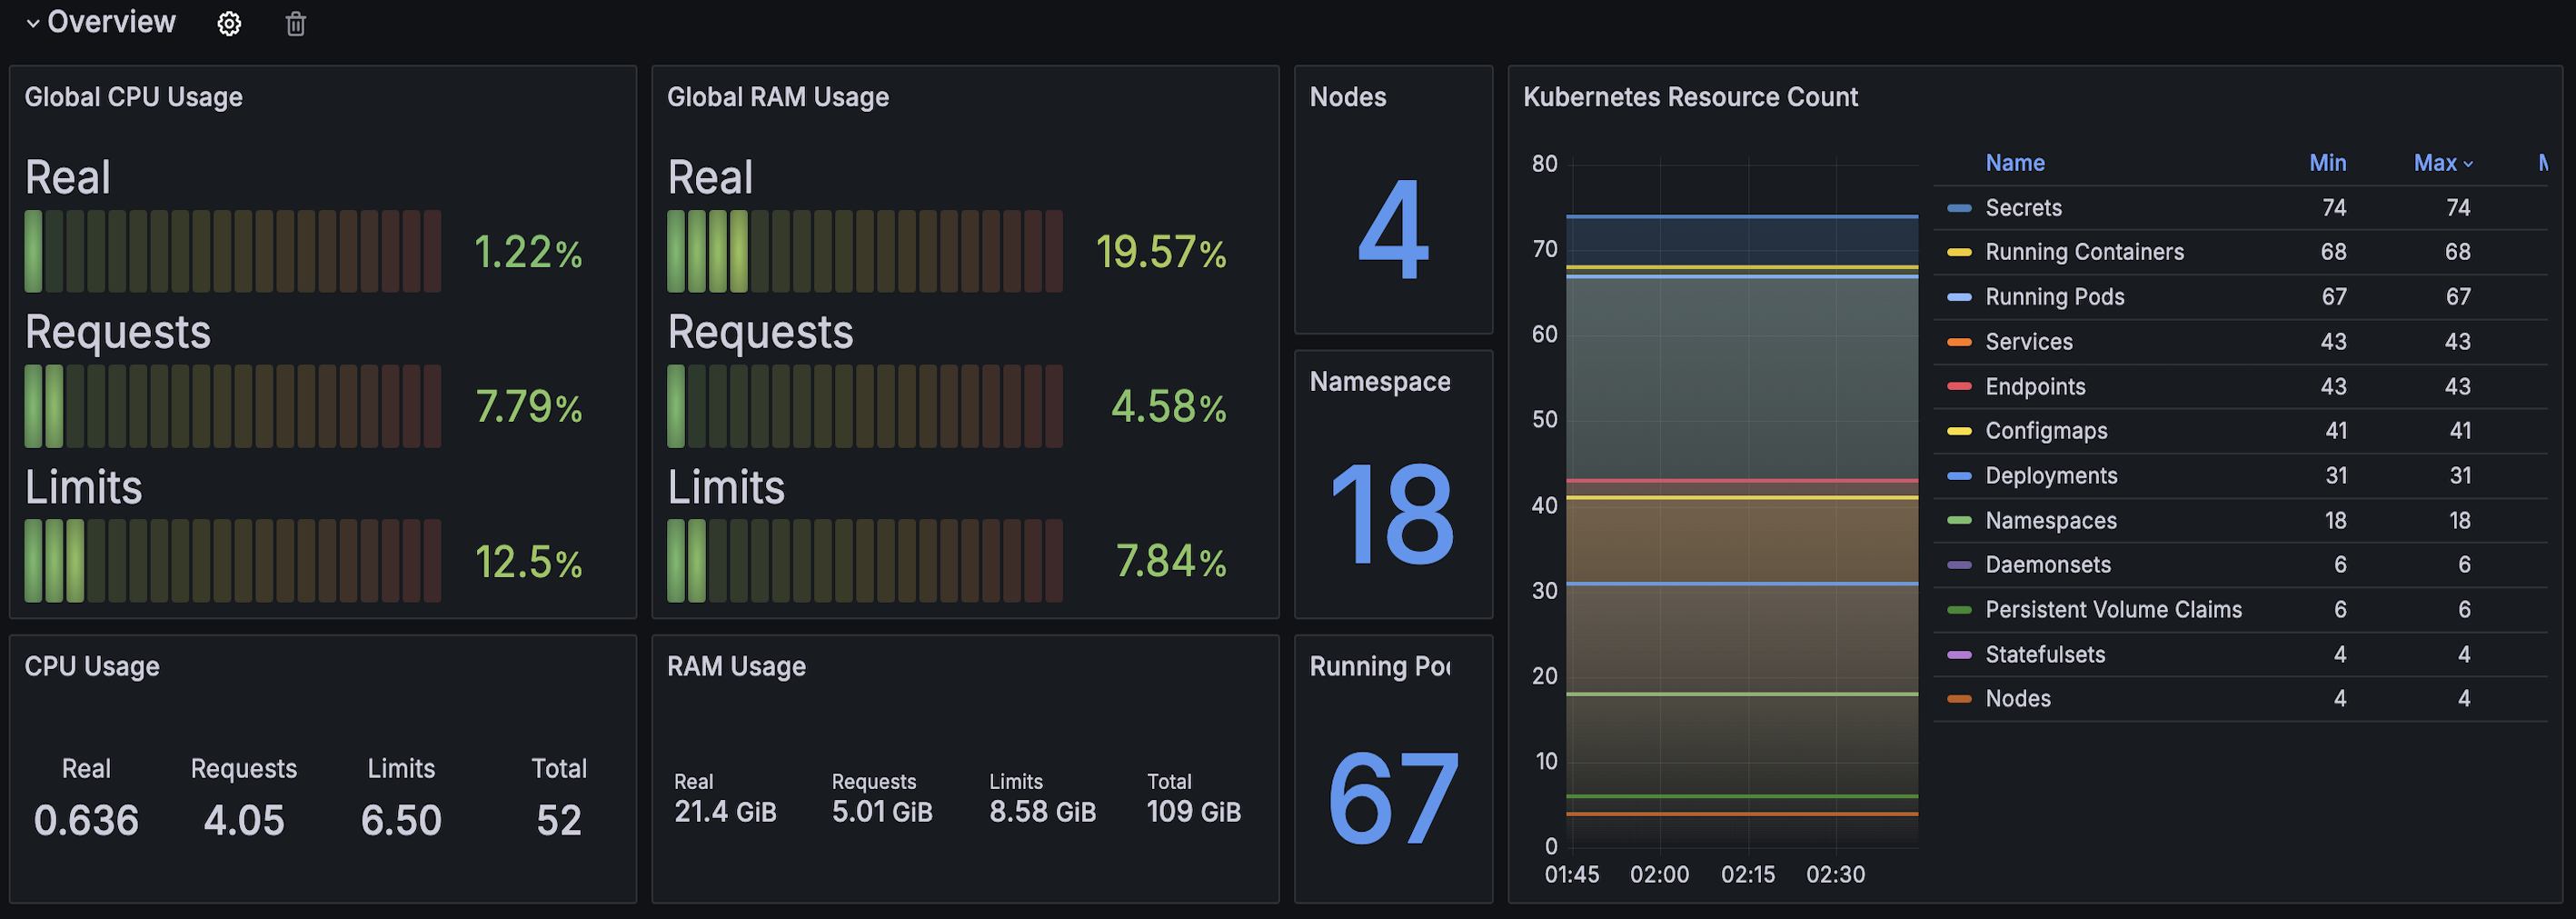 Overview
Global CPU Usage
Real
1.22%
Requests
7.79%
Limits
12.5%
Global RAM Usage
Real
19.57%
Requests
4.58%
Limits
7.84%
Nodes
4
Namespace
18
Running Po
67
CPU Usage
Real Requests Limits Total
0.636 4.05 6.50 52
RAM Usage
Real Requests Limits Total
21.4 GiB 5.01 GiB 8.58 GiB 109 GiB
Kubernetes Resource Count
80
70
60
50
40
30
20
10
0
01:45 02:00 02:15 02:30
Name Min Max
Secrets 74 74
Running Containers 68 68
Running Pods 67 67
Services 43 43
Endpoints 43 43
Configmaps 41 41
Deployments 31 31
Namespaces 18 18
Daemonsets 6 6
Persistent Volume Claims 6 6
Statefulsets 4 4
Nodes 4 4